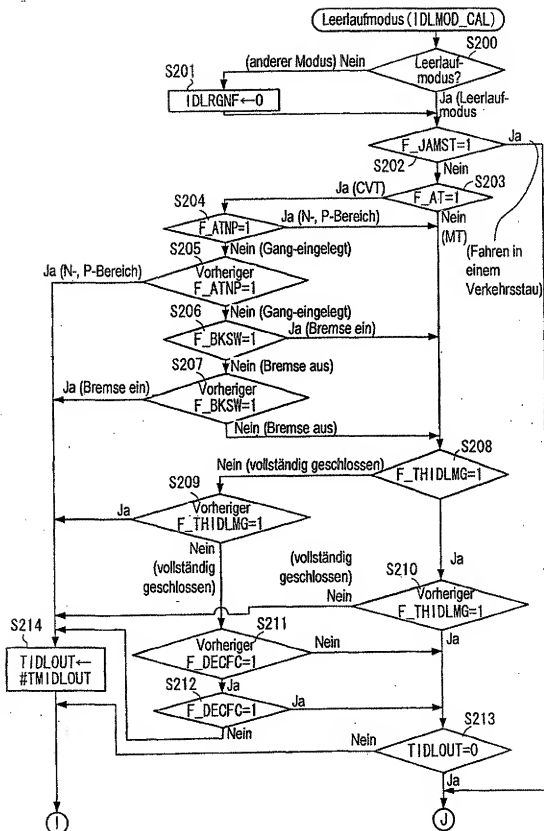 Leerlaufmodus (IDLMOD_CAL)
S200
(anderer Modus) Nein
Leerlauf-
modus?
S201
IDLRGNF←0
Ja (Leerlauf-
modus
F_JAMST=1
Ja
S202
Nein
Ja (CVT)
S203
F_AT=1
S204
F_ATNP=1
Ja (N-, P-Bereich)
Nein
(MT)
Nein (Gang-eingelegt)
(Fahren in
einem
Verkehrsstau)
S205
Ja (N-, P-Bereich)
Vorheriger
F_ATNP=1
Nein (Gang-eingelegt)
S206
F_BKSW=1
Ja (Bremse ein)
Nein (Bremse aus)
S207
Ja (Bremse ein)
Vorheriger
F_BKSW=1
Nein (Bremse aus)
S208
Nein (vollständig geschlossen)
F_THIDLMG=1
S209
Ja
Vorheriger
F_THIDLMG=1
Nein
(vollständig
geschlossen)
Ja
(vollständig
geschlossen)
Nein
S210
Vorheriger
F_THIDLMG=1
Ja
S211
Vorheriger
F_DECFC=1
Nein
S214
TIDLOUT←
#TMIDLOUT
Ja
S212
F_DECFC=1
Ja
Nein
S213
Nein
TIDLOUT=0
Ja
I
J